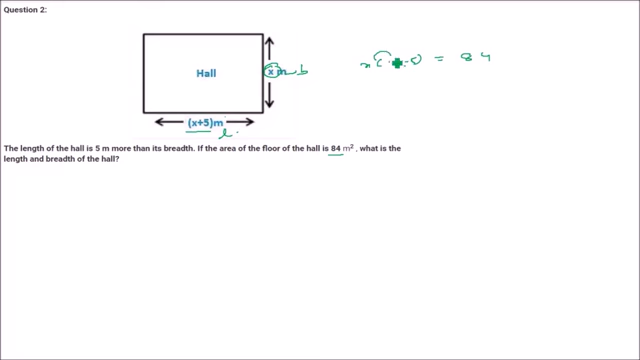 Question 2:
x( 5) = 84
Hall
x m b
(x+5)m
l
The length of the hall is 5 m more than its breadth. If the area of the floor of the hall is 84 m², what is the
length and breadth of the hall?